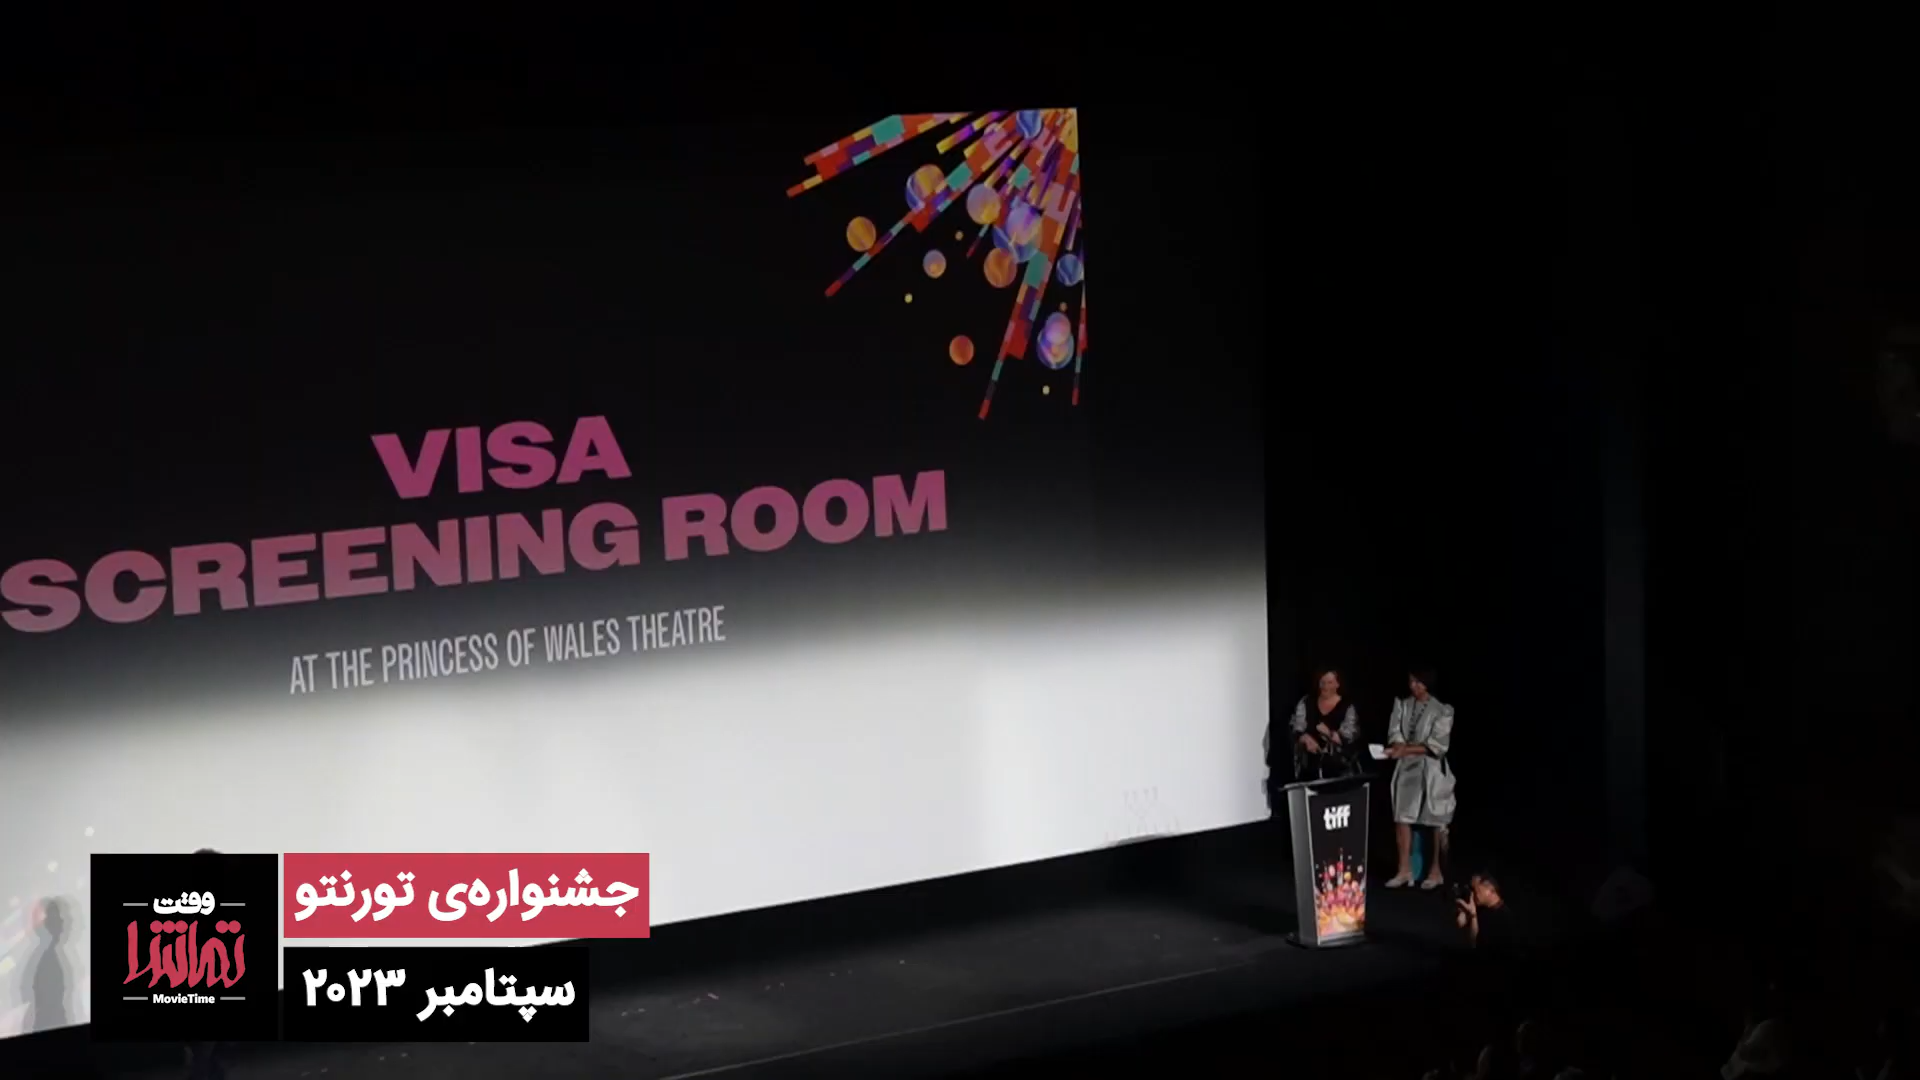 VISA
SCREENING ROOM
AT THE PRINCESS OF WALES THEATRE
tiff
جشنواره‌ی تورنتو
سپتامبر ۲۰۲۳
وقت
تماشا
MovieTime